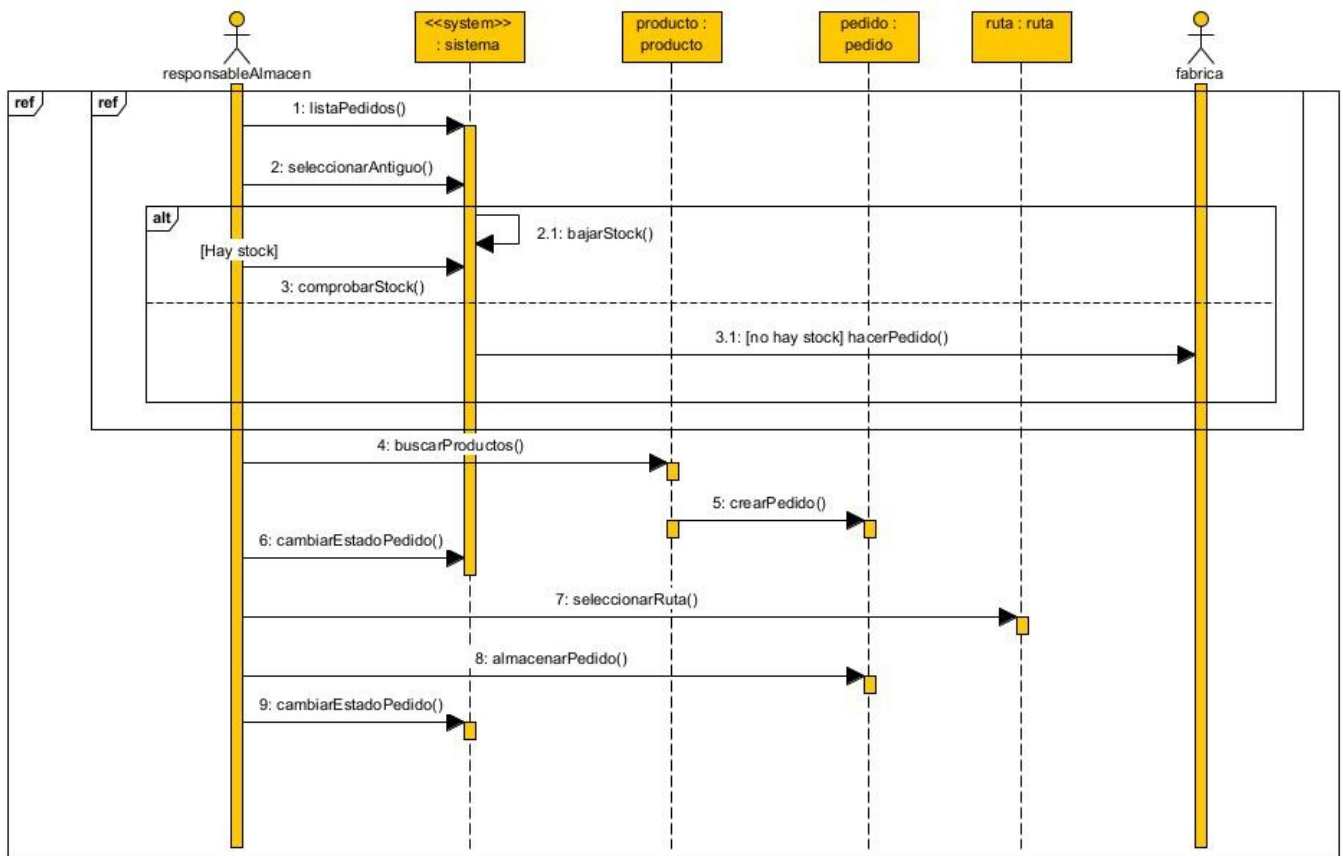 <<system>>
: sistema
producto :
producto
pedido :
pedido
ruta : ruta
responsableAlmacen
fabrica
ref
ref
1: listaPedidos()
2: seleccionarAntiguo()
alt
2.1: bajarStock()
[Hay stock]
3: comprobarStock()
3.1: [no hay stock] hacerPedido()
4: buscarProductos()
5: crearPedido()
6: cambiarEstadoPedido()
7: seleccionarRuta()
8: almacenarPedido()
9: cambiarEstadoPedido()